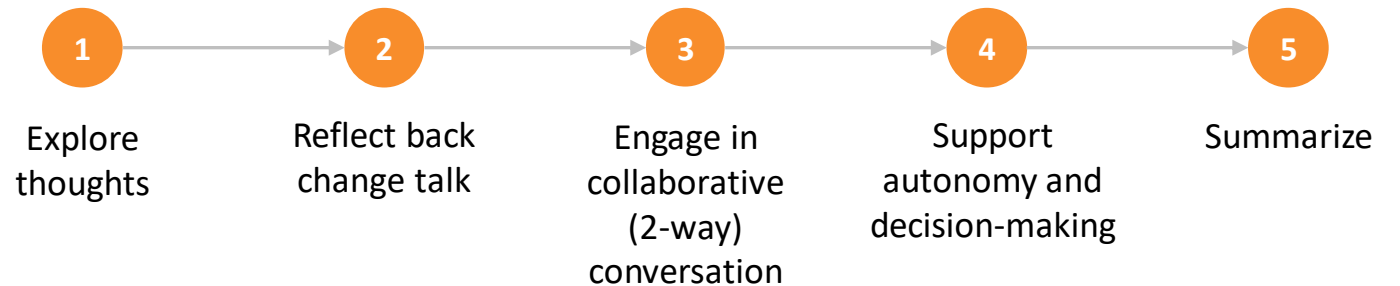 1
2
3
4
5
Explore
thoughts
Reflect back
change talk
Engage in
collaborative
(2-way)
conversation
Support
autonomy and
decision-making
Summarize